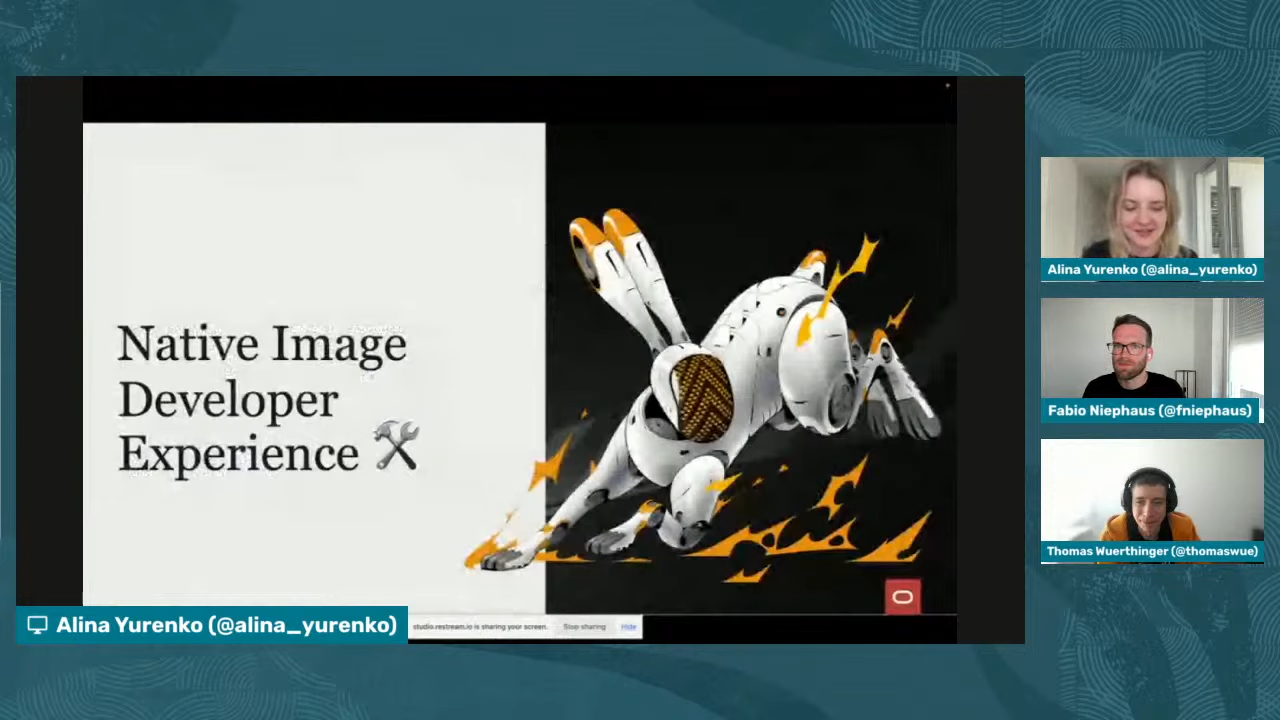 Native Image
Developer
Experience
Alina Yurenko (@alina_yurenko)
studio.restream.io is sharing your screen.
Stop sharing
Hide
Alina Yurenko (@alina_yurenko)
Fabio Niephaus (@fniephaus)
Thomas Wuerthinger (@thomaswue)